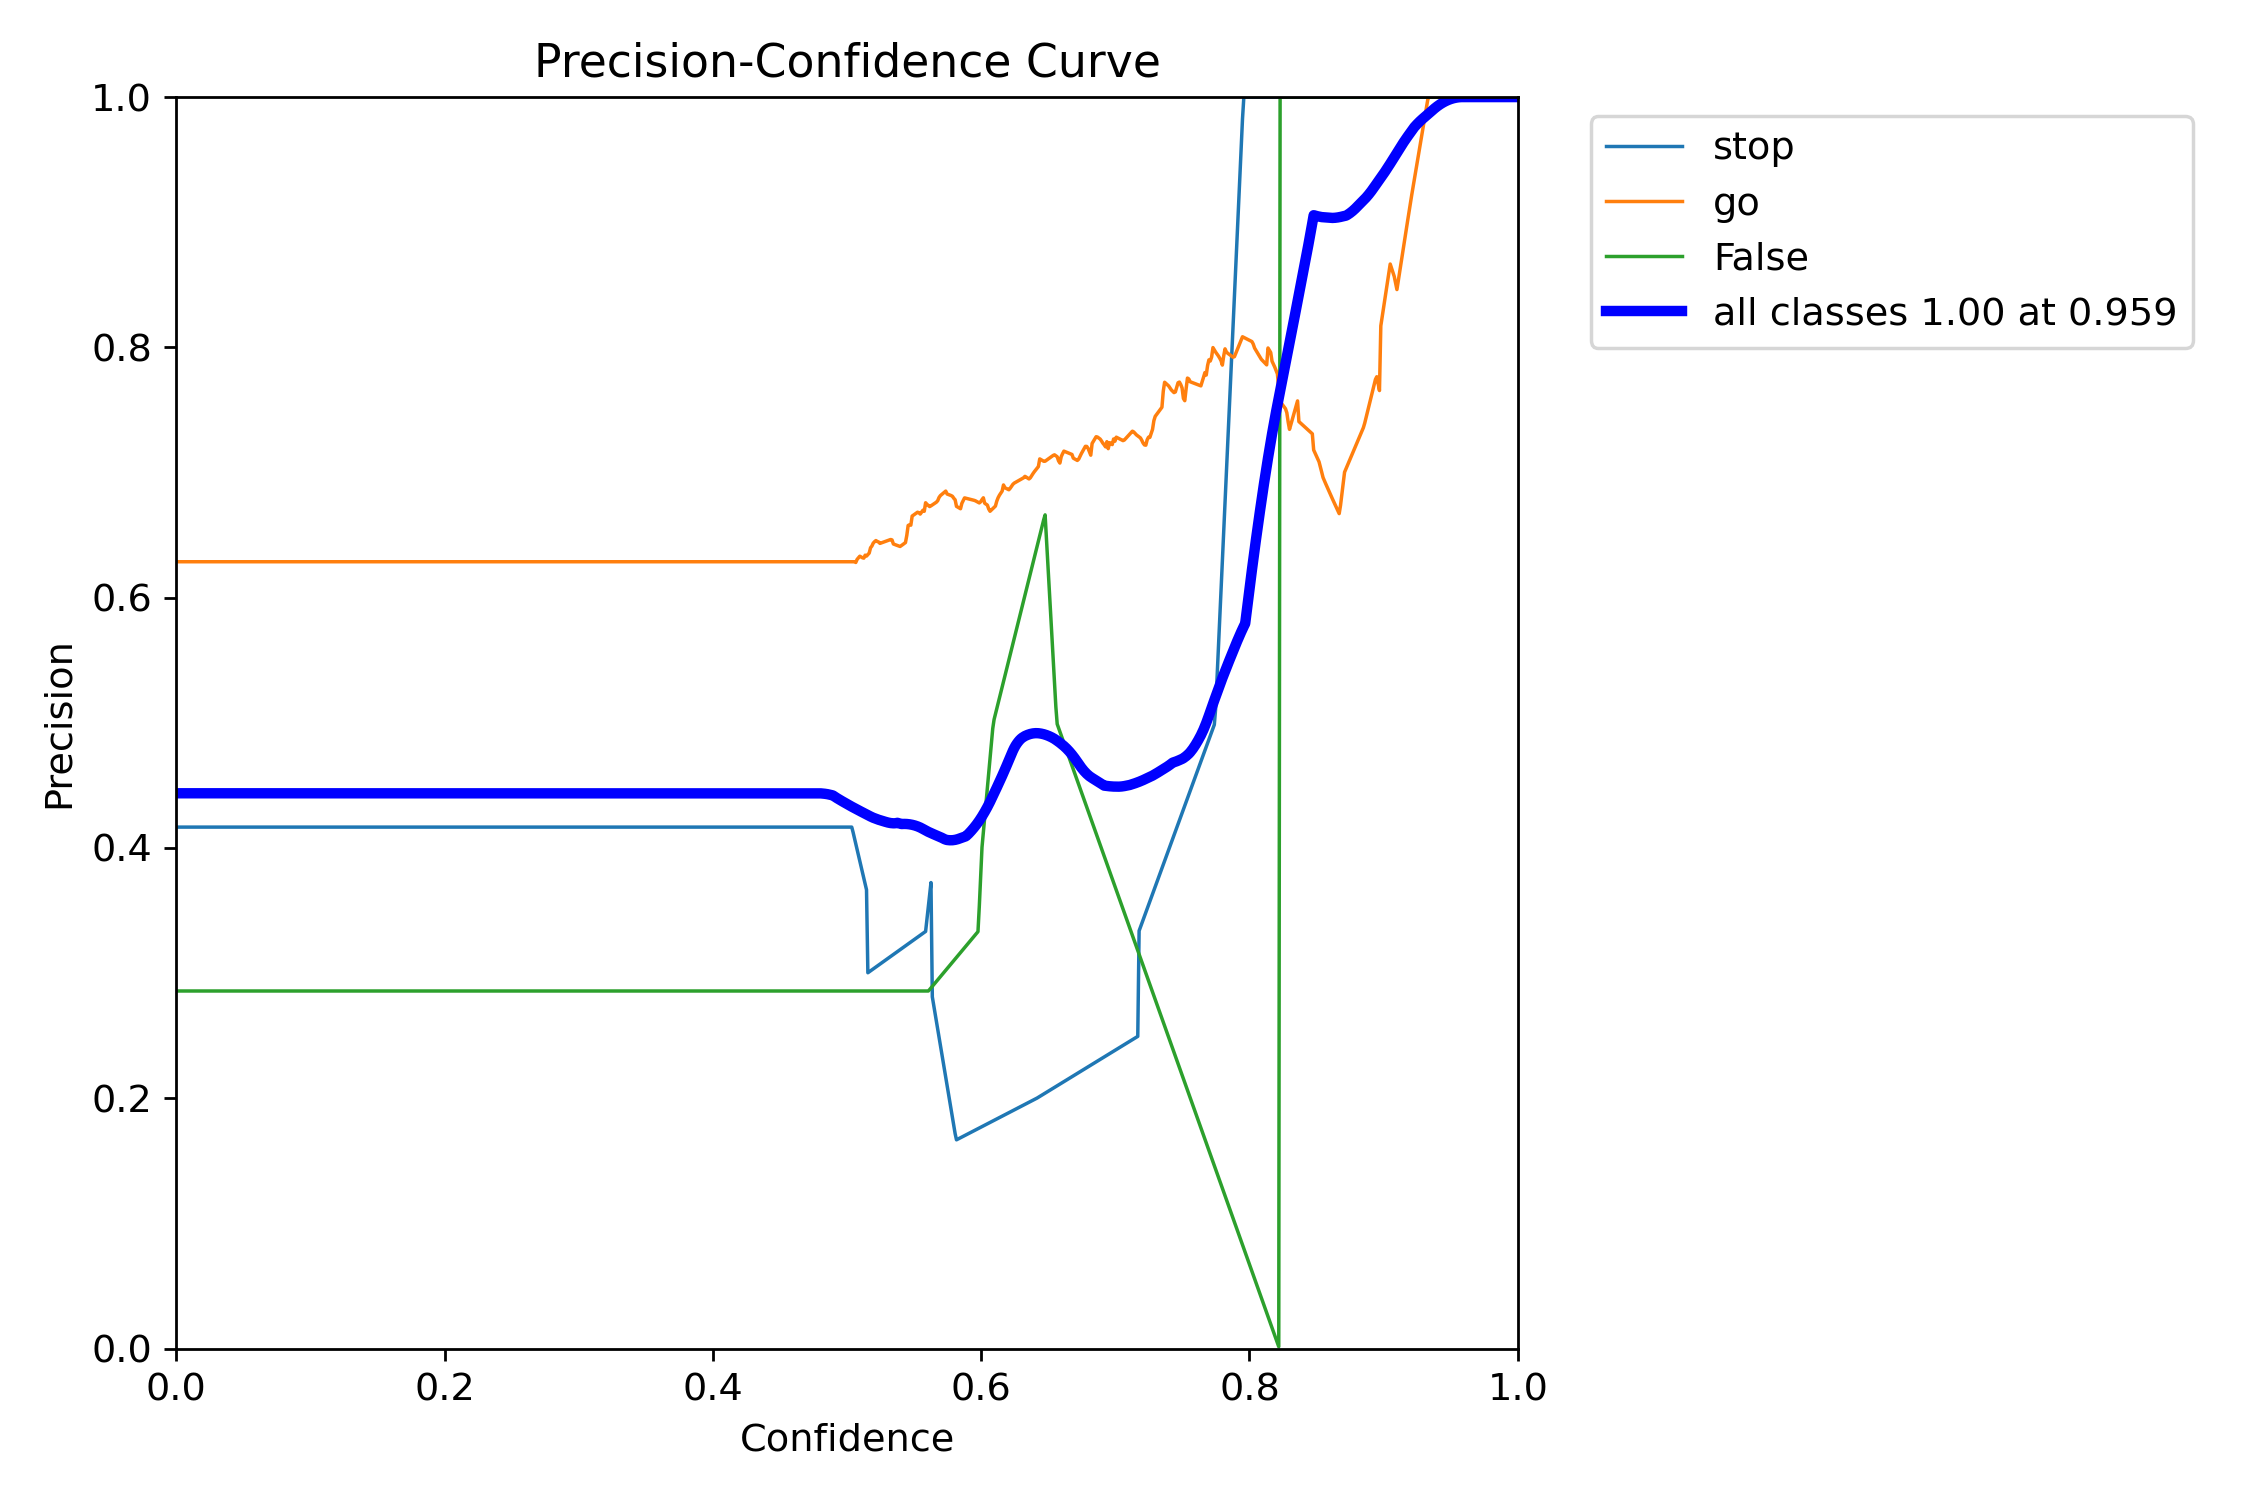 Precision-Confidence Curve
1.0
0.8
0.6
0.4
0.2
0.0
Precision
0.0 0.2 0.4 0.6 0.8 1.0
Confidence
stop
go
False
all classes 1.00 at 0.959